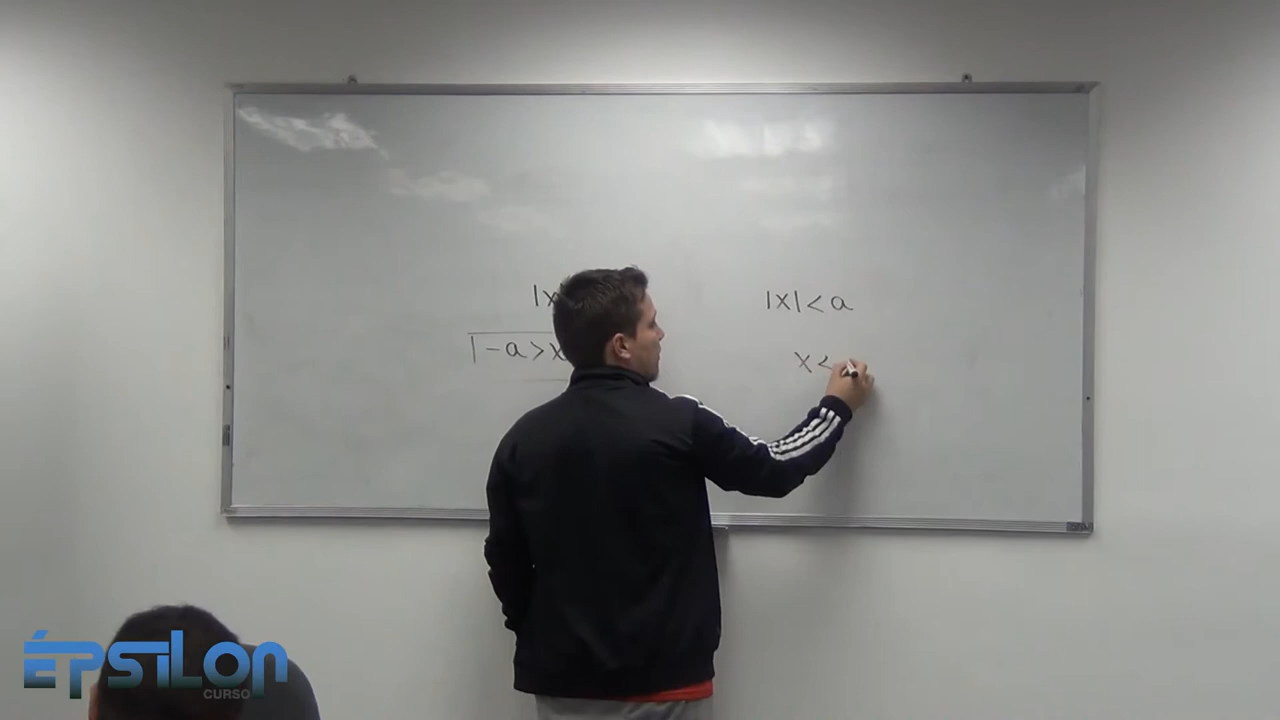 |x
|x|<a
|-a>x
x<
ÉPSILON
CURSO